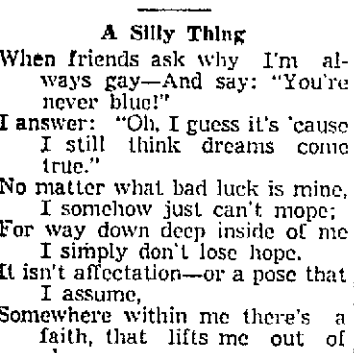 A Silly Thing
When friends ask why I'm al-
ways gay—And say: "You're
never blue!"
I answer: "Oh, I guess it's 'cause
I still think dreams come
true."
No matter what bad luck is mine,
I somehow just can't mope;
For way down deep inside of me
I simply don't lose hope.
It isn't affectation—or a pose that
I assume,
Somewhere within me there's a
faith, that lifts me out of